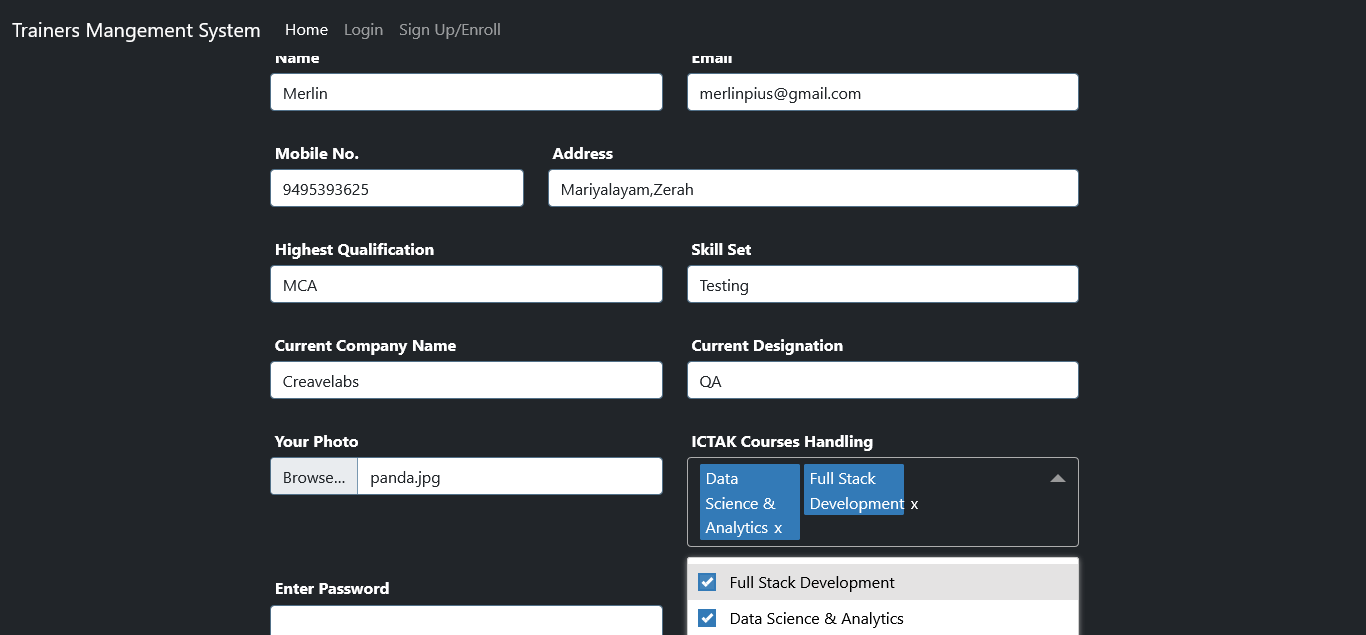 Trainers Mangement System Home Login Sign Up/Enroll
Name Email
Merlin merlinpius@gmail.com
Mobile No. Address
9495393625 Mariyalayam,Zerah
Highest Qualification Skill Set
MCA Testing
Current Company Name Current Designation
Creavelabs QA
Your Photo ICTAK Courses Handling
Browse... panda.jpg
Data
Science &
Analytics x
Full Stack
Development x
Enter Password
Full Stack Development
Data Science & Analytics